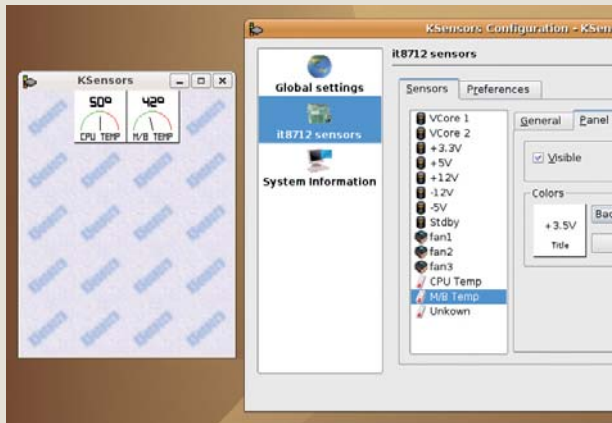 KSensors
50°
CPU TEMP
42°
M/B TEMP
KSensors Configuration - KSen
Global settings
it8712 sensors
System Information
it8712 sensors
Sensors
Preferences
VCore 1
VCore 2
+3.3V
+5V
+12V
-12V
-5V
Stdby
fan1
fan2
fan3
CPU Temp
M/B Temp
Unkown
General
Panel
Visible
Colors
+3.5V
Title
Bac